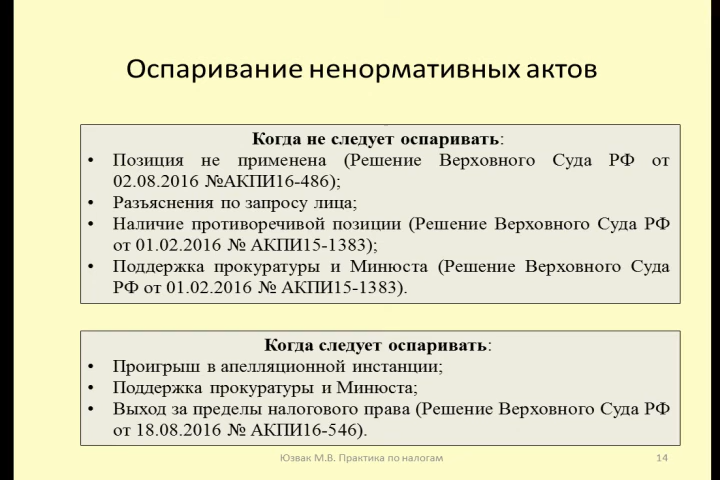 Оспаривание ненормативных актов
Когда не следует оспаривать:
• Позиция не применена (Решение Верховного Суда РФ от
02.08.2016 №АКПИ16-486);
• Разъяснения по запросу лица;
• Наличие противоречивой позиции (Решение Верховного Суда РФ
от 01.02.2016 № АКПИ15-1383);
• Поддержка прокуратуры и Минюста (Решение Верховного Суда
РФ от 01.02.2016 № АКПИ15-1383).
Когда следует оспаривать:
• Проигрыш в апелляционной инстанции;
• Поддержка прокуратуры и Минюста;
• Выход за пределы налогового права (Решение Верховного Суда РФ
от 18.08.2016 № АКПИ16-546).
Юзвак М.В. Практика по налогам 14